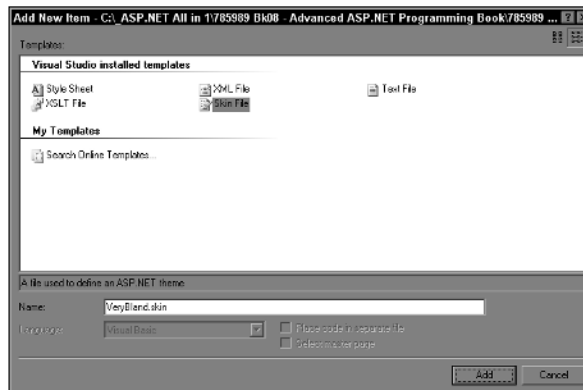 Add New Item - C:\_ASP.NET All in 1\785989 Bk08 - Advanced ASP.NET Programming Book\785989 ...
Templates:
Visual Studio installed templates
Style Sheet
XML File
Text File
XSLT File
Skin File
My Templates
Search Online Templates...
A file used to define an ASP.NET theme
Name:
VeryBland.skin
Language:
Visual Basic
Place code in separate file
Select master page
Add
Cancel